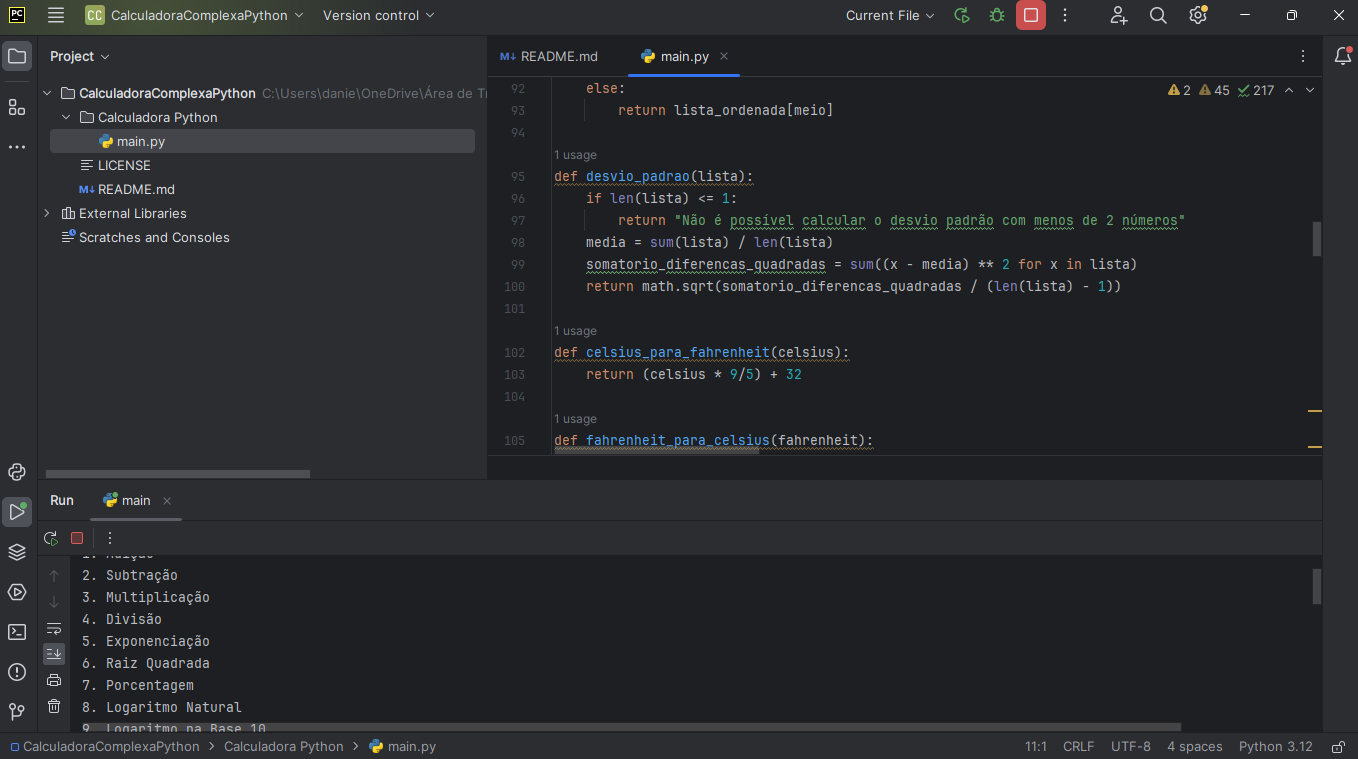 PC
CC CalculadoraComplexaPython Version control Current File
Project
CalculadoraComplexaPython C:\Users\danie\OneDrive\Área de Tr
Calculadora Python
main.py
LICENSE
M↓ README.md
External Libraries
Scratches and Consoles
M↓ README.md main.py
2 45 217
92 else:
93 return lista_ordenada[meio]
94
1 usage
95 def desvio_padrao(lista):
96 if len(lista) <= 1:
97 return "Não é possível calcular o desvio padrão com menos de 2 números"
98 media = sum(lista) / len(lista)
99 somatorio_diferencas_quadradas = sum((x - media) ** 2 for x in lista)
100 return math.sqrt(somatorio_diferencas_quadradas / (len(lista) - 1))
101
1 usage
102 def celsius_para_fahrenheit(celsius):
103 return (celsius * 9/5) + 32
104
1 usage
105 def fahrenheit_para_celsius(fahrenheit):
Run main
1. Adição
2. Subtração
3. Multiplicação
4. Divisão
5. Exponenciação
6. Raiz Quadrada
7. Porcentagem
8. Logaritmo Natural
9. Logaritmo na Base 10
CalculadoraComplexaPython > Calculadora Python > main.py
11:1 CRLF UTF-8 4 spaces Python 3.12